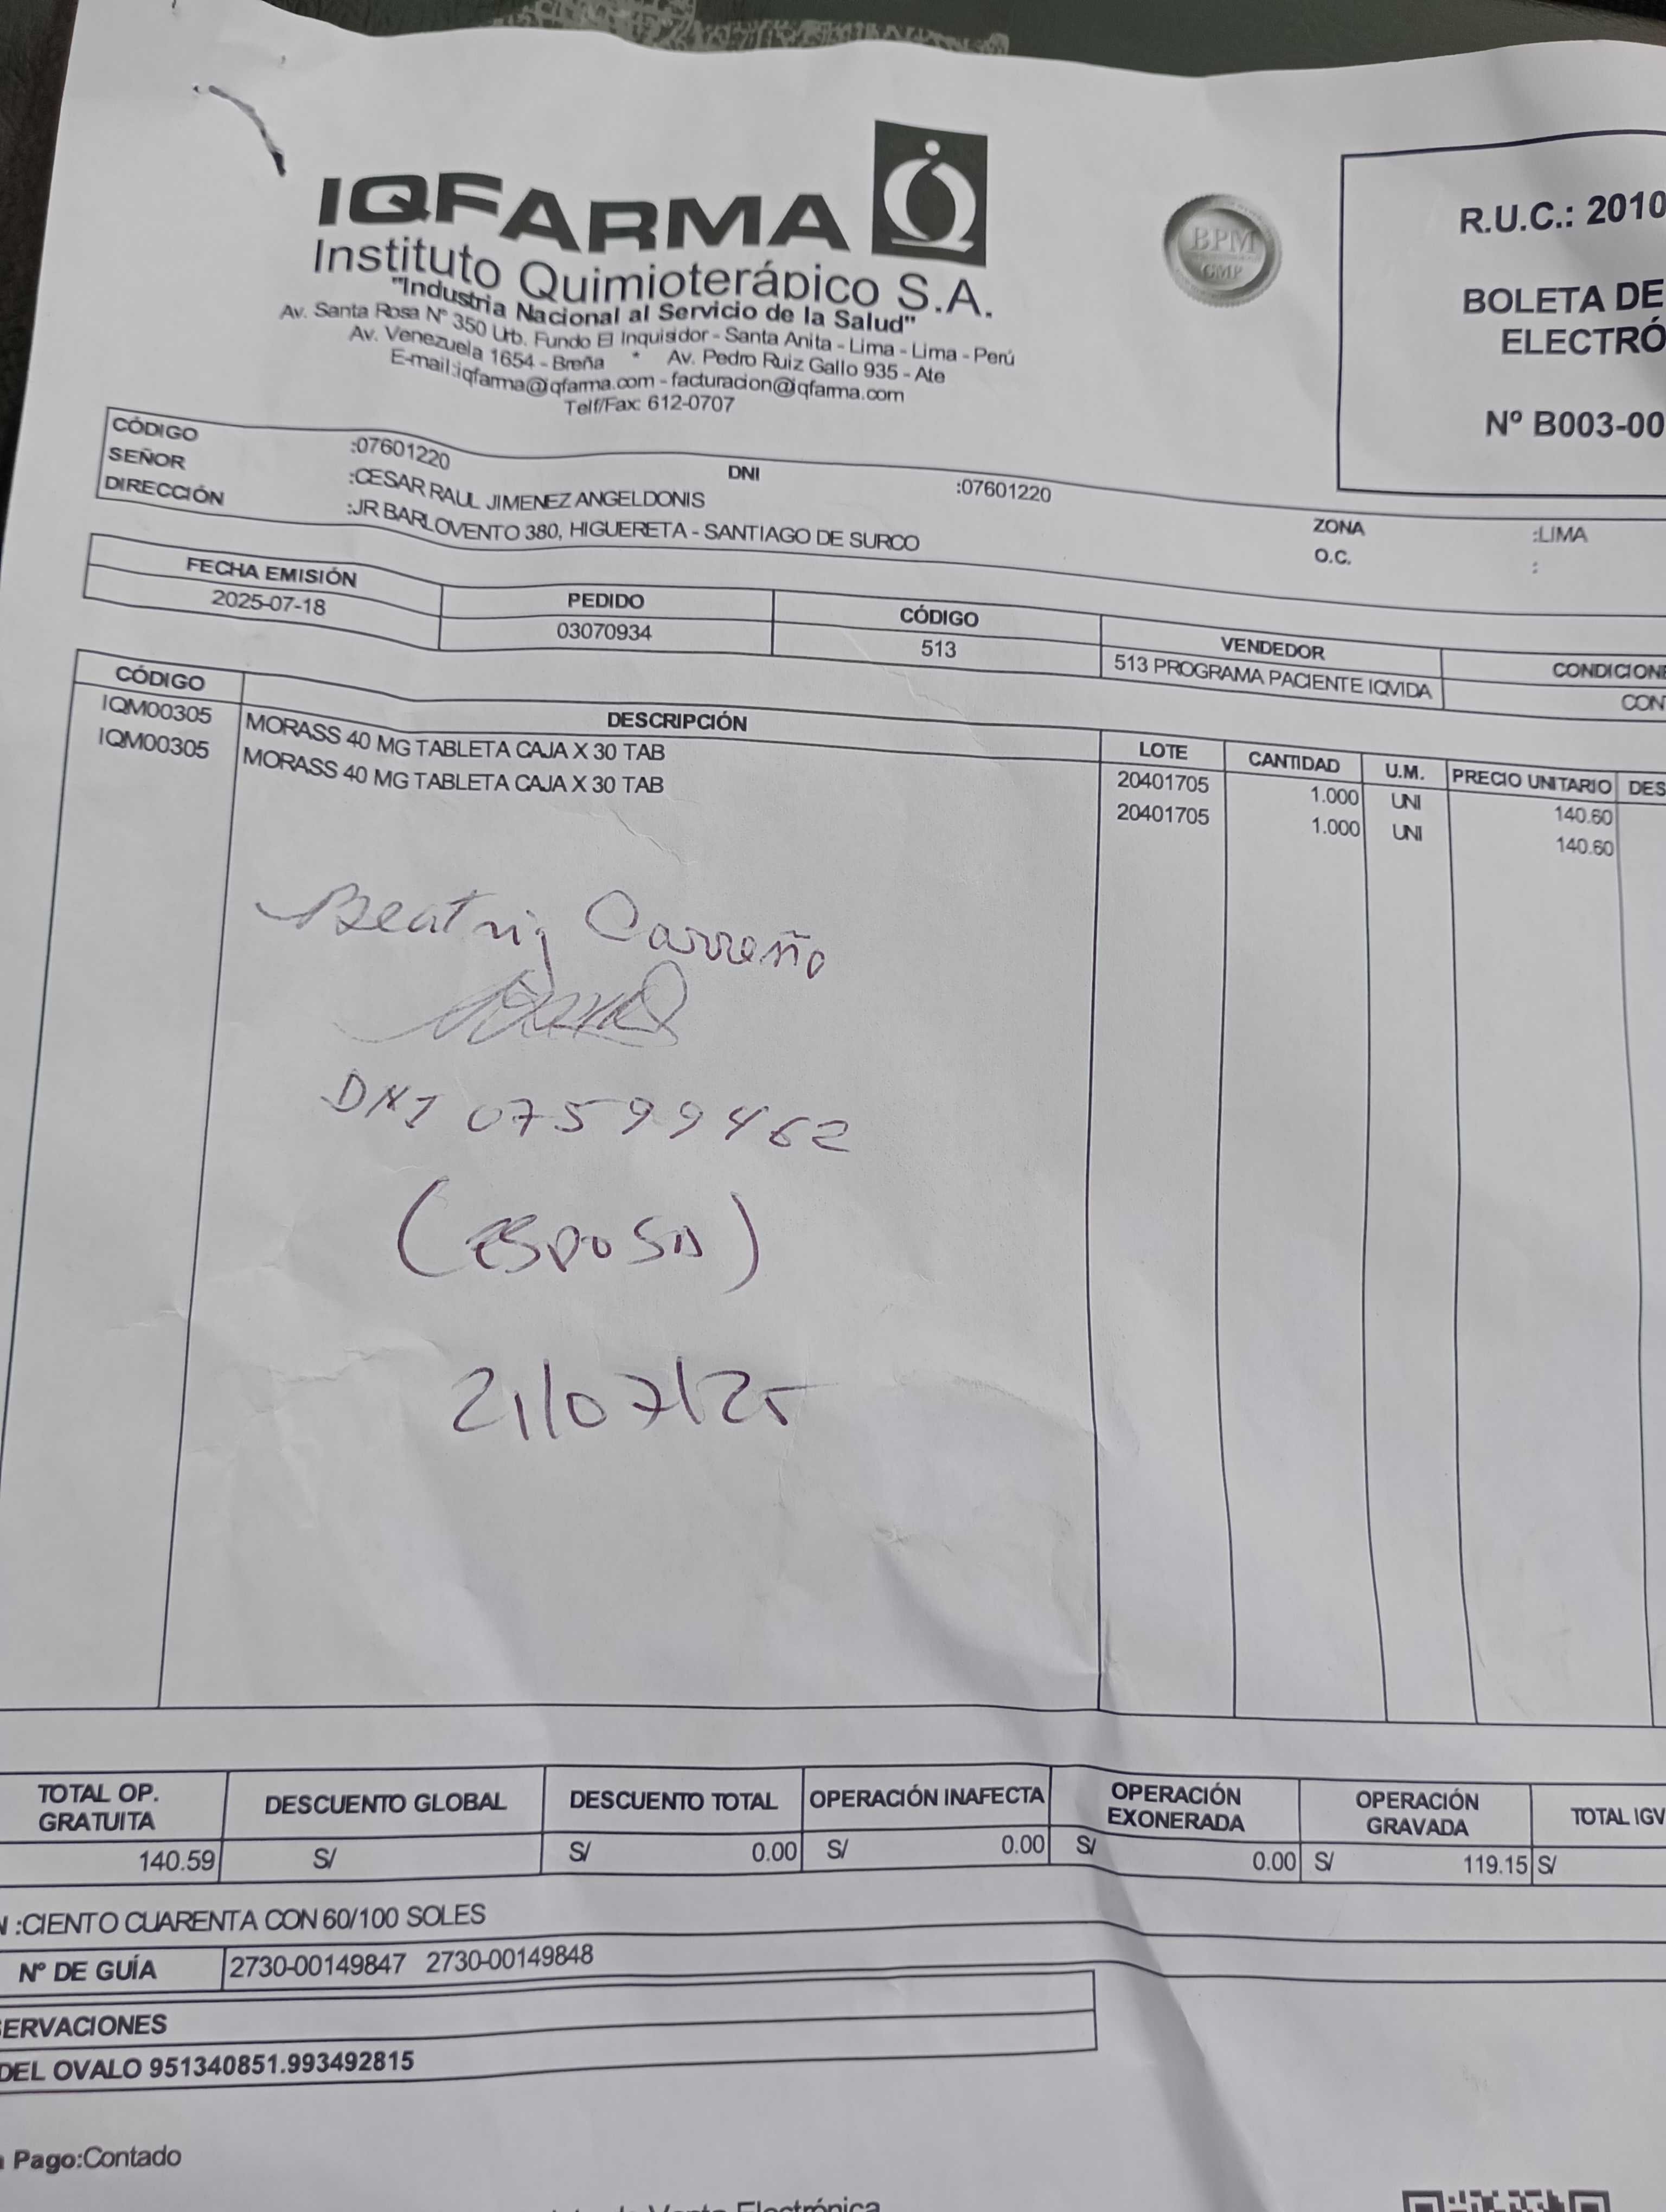 IQFARMA
Instituto Quimioterápico S.A.
"Industria Nacional al Servicio de la Salud"
Av. Santa Rosa N° 350 Urb. Fundo El Inquisidor - Santa Anita - Lima - Lima - Perú
Av. Venezuela 1654 - Breña * Av. Pedro Ruiz Gallo 935 - Ate
E-mail:iqfarma@iqfarma.com - facturacion@iqfarma.com
Telf/Fax: 612-0707
BPM
GMP
R.U.C.: 2010
BOLETA DE
ELECTRÓ
Nº B003-00
CÓDIGO :07601220 DNI :07601220
SEÑOR :CESAR RAUL JIMENEZ ANGELDONIS ZONA :LIMA
DIRECCIÓN :JR BARLOVENTO 380, HIGUERETA - SANTIAGO DE SURCO O.C. :
FECHA EMISIÓN PEDIDO CÓDIGO VENDEDOR CONDICIONE
2025-07-18 03070934 513 513 PROGRAMA PACIENTE IQVIDA CON
CÓDIGO DESCRIPCIÓN LOTE CANTIDAD U.M. PRECIO UNITARIO DES
IQM00305 MORASS 40 MG TABLETA CAJA X 30 TAB 20401705 1.000 UNI 140.60
IQM00305 MORASS 40 MG TABLETA CAJA X 30 TAB 20401705 1.000 UNI 140.60
Beatriz Carreño
DNI 07599462
(ESPOSA)
21/07/25
TOTAL OP. GRATUITA DESCUENTO GLOBAL DESCUENTO TOTAL OPERACIÓN INAFECTA OPERACIÓN EXONERADA OPERACIÓN GRAVADA TOTAL IGV
140.59 S/ S/ 0.00 S/ 0.00 S/ 0.00 S/ 119.15 S/
N :CIENTO CUARENTA CON 60/100 SOLES
Nº DE GUÍA 2730-00149847 2730-00149848
ERVACIONES
DEL OVALO 951340851.993492815
Pago:Contado